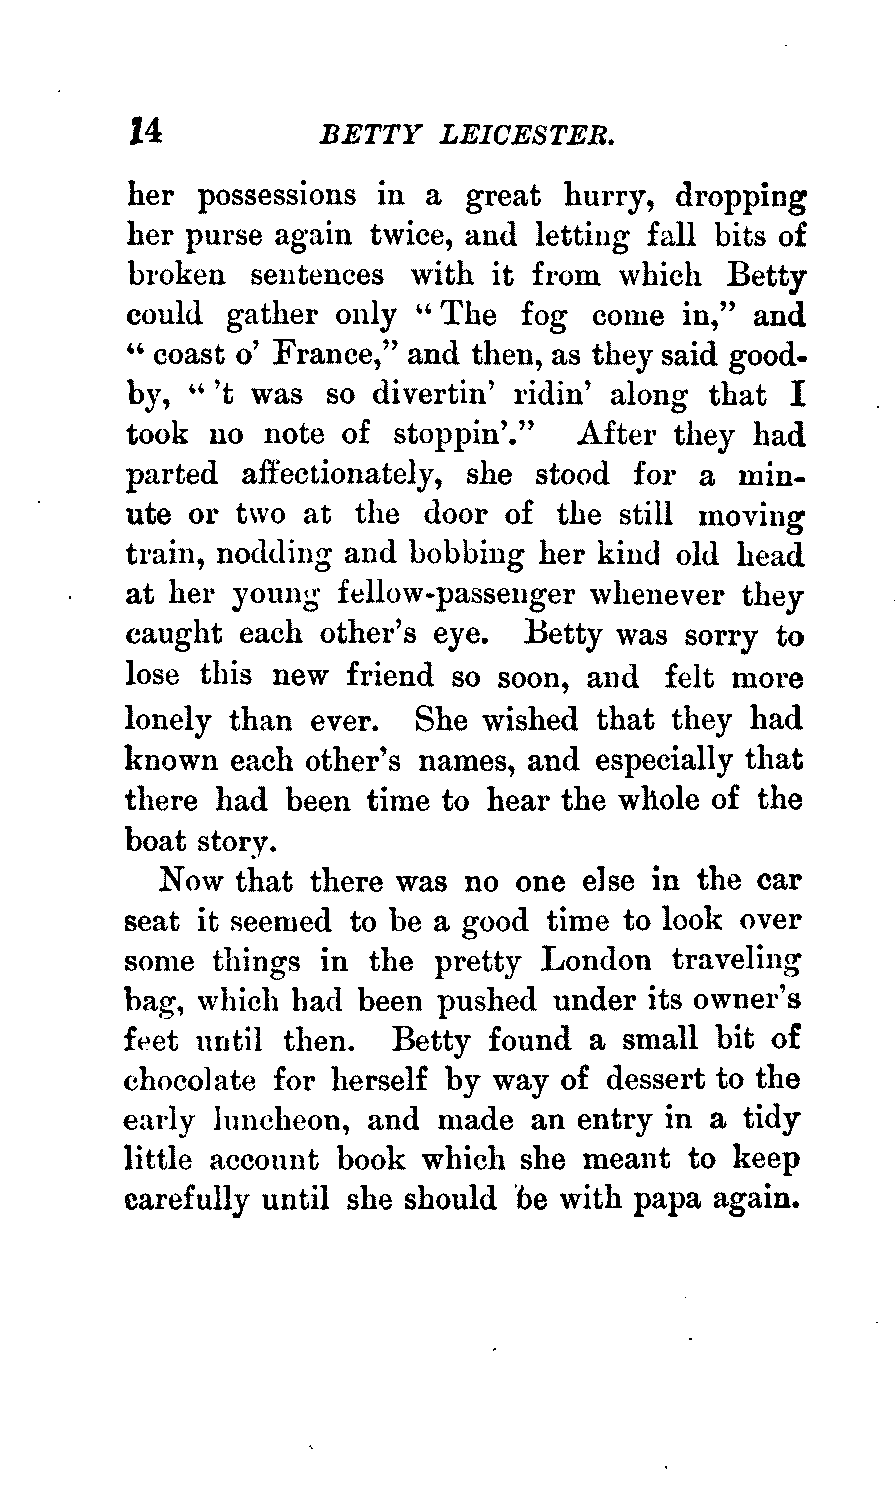 14 BETTY LEICESTER.
her possessions in a great hurry, dropping
her purse again twice, and letting fall bits of
broken sentences with it from which Betty
could gather only “ The fog come in,” and
“ coast o’ France,” and then, as they said good-
by, “ ’t was so divertin’ ridin’ along that I
took no note of stoppin’.” After they had
parted affectionately, she stood for a min-
ute or two at the door of the still moving
train, nodding and bobbing her kind old head
at her young fellow-passenger whenever they
caught each other’s eye. Betty was sorry to
lose this new friend so soon, and felt more
lonely than ever. She wished that they had
known each other’s names, and especially that
there had been time to hear the whole of the
boat story.
Now that there was no one else in the car
seat it seemed to be a good time to look over
some things in the pretty London traveling
bag, which had been pushed under its owner’s
feet until then. Betty found a small bit of
chocolate for herself by way of dessert to the
early luncheon, and made an entry in a tidy
little account book which she meant to keep
carefully until she should be with papa again.